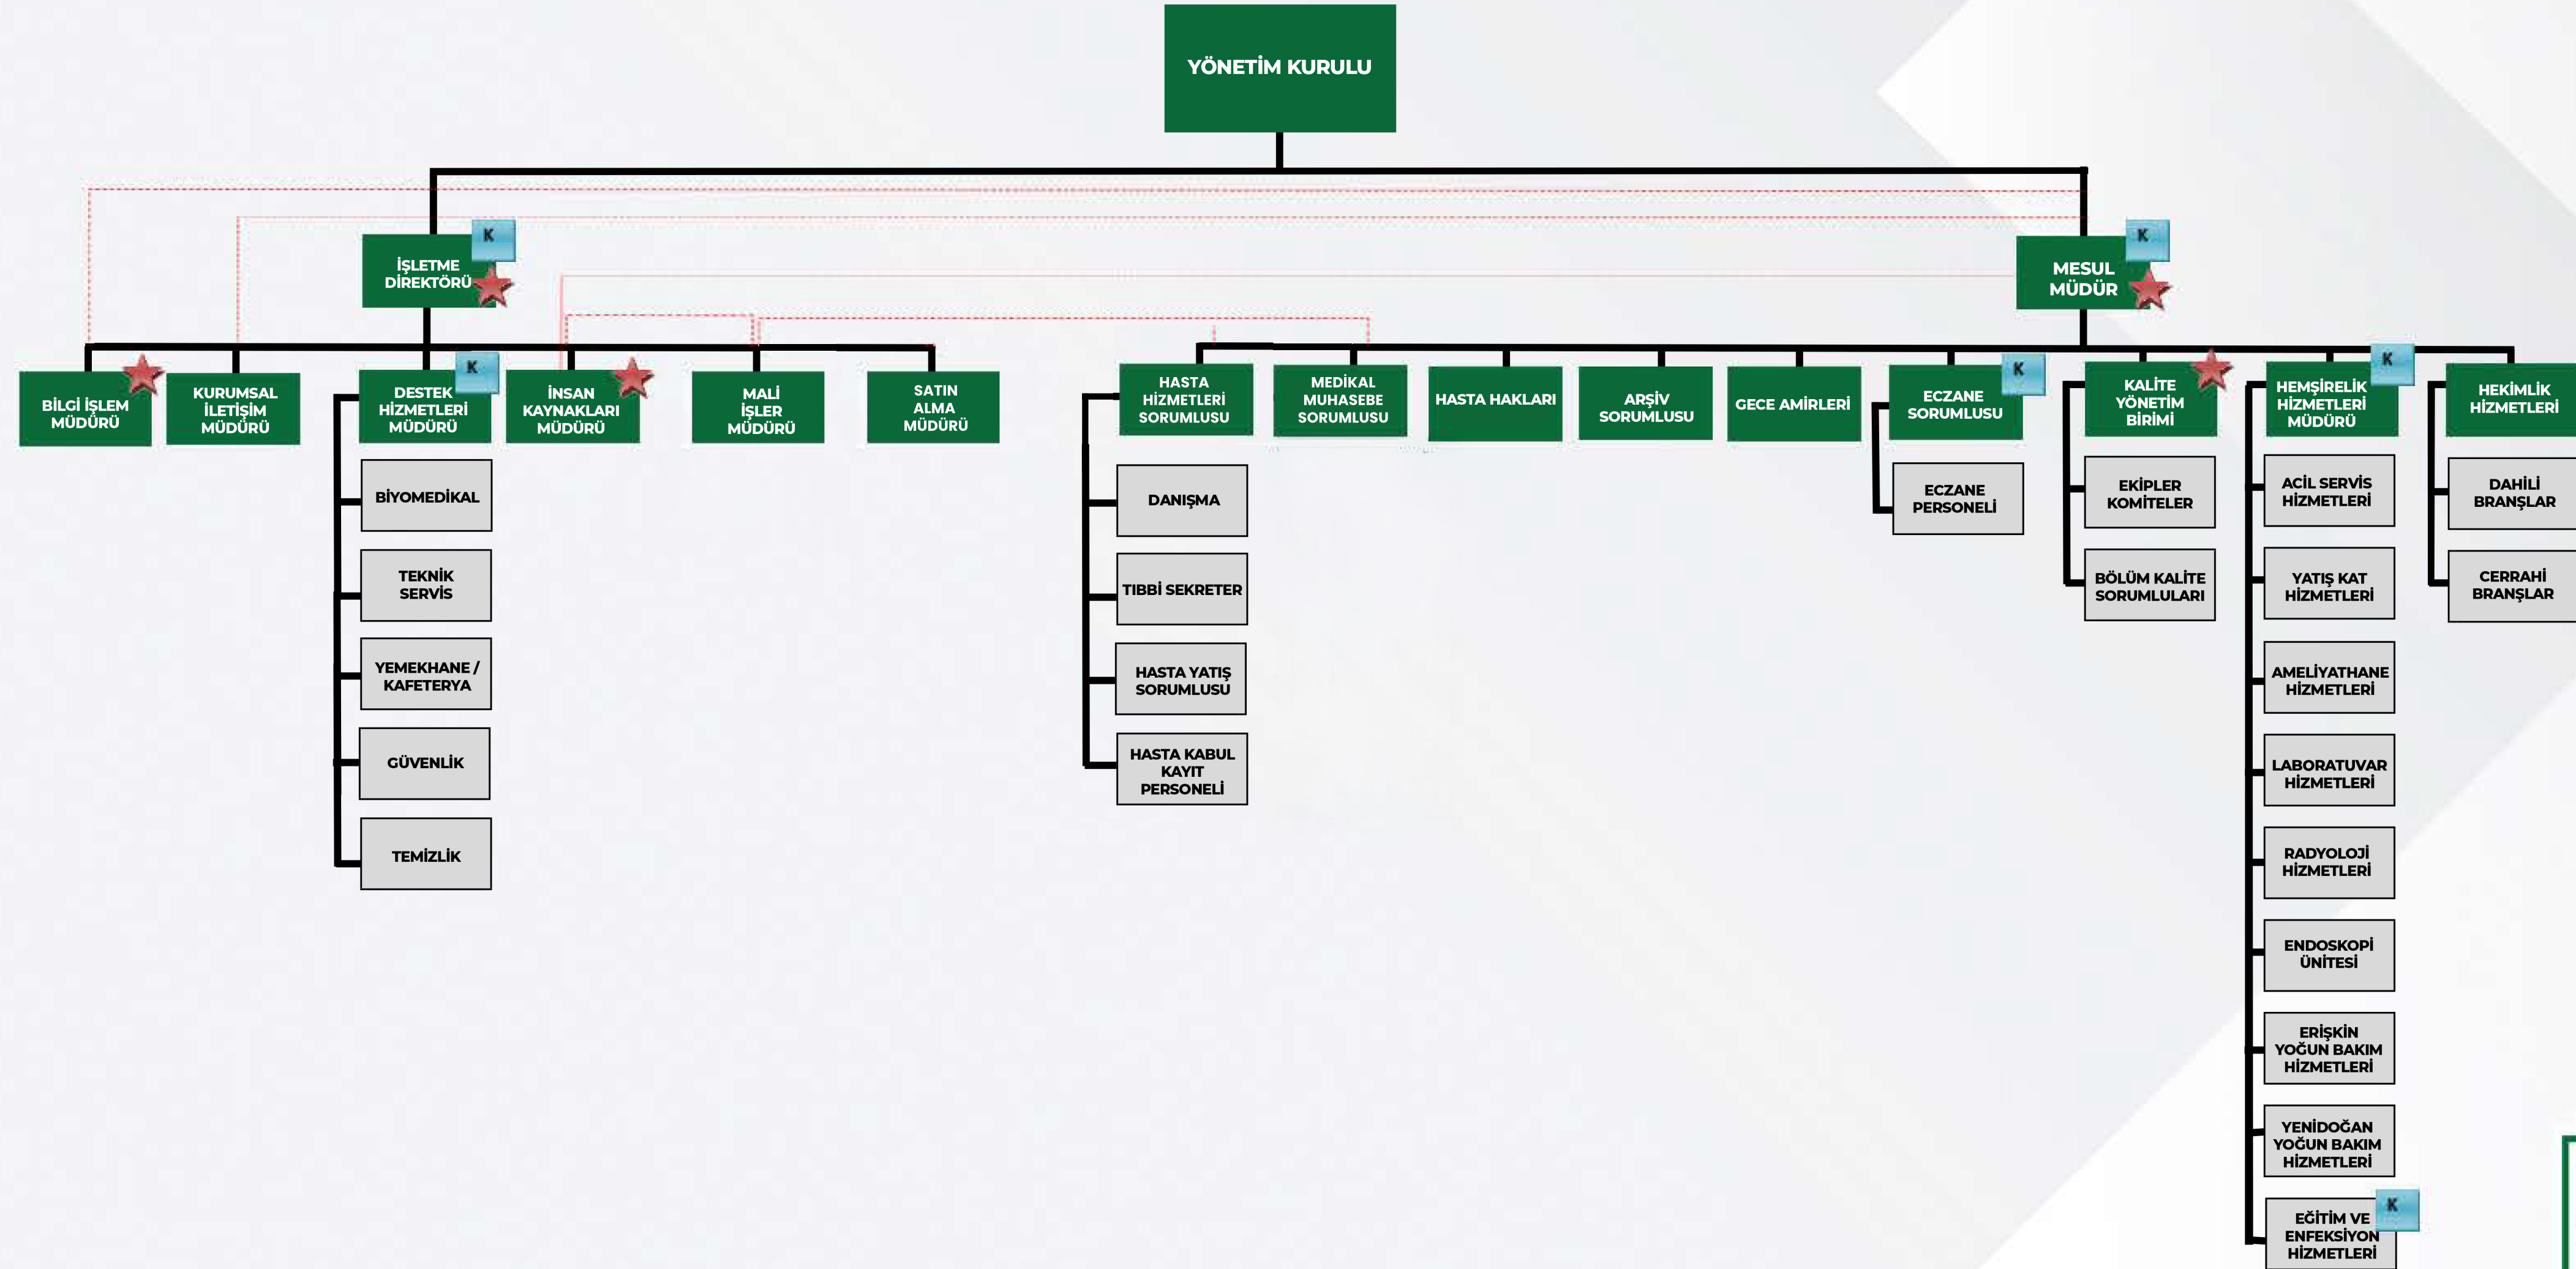 YÖNETİM KURULU
İŞLETME
DİREKTÖRÜ
K
MESUL
MÜDÜR
K
BİLGİ İŞLEM
MÜDÜRÜ
KURUMSAL
İLETİŞİM
MÜDÜRÜ
DESTEK
HİZMETLERİ
MÜDÜRÜ
K
İNSAN
KAYNAKLARI
MÜDÜRÜ
MALİ
İŞLER
MÜDÜRÜ
SATIN
ALMA
MÜDÜRÜ
HASTA
HİZMETLERİ
SORUMLUSU
MEDİKAL
MUHASEBE
SORUMLUSU
HASTA HAKLARI
ARŞİV
SORUMLUSU
GECE AMİRLERİ
ECZANE
SORUMLUSU
K
KALİTE
YÖNETİM
BİRİMİ
HEMŞİRELİK
HİZMETLERİ
MÜDÜRÜ
K
HEKİMLİK
HİZMETLERİ
BİYOMEDİKAL
TEKNİK
SERVİS
YEMEKHANE /
KAFETERYA
GÜVENLİK
TEMİZLİK
DANIŞMA
TIBBİ SEKRETER
HASTA YATIŞ
SORUMLUSU
HASTA KABUL
KAYIT
PERSONELİ
ECZANE
PERSONELİ
EKİPLER
KOMİTELER
BÖLÜM KALİTE
SORUMLULARI
ACİL SERVİS
HİZMETLERİ
YATIŞ KAT
HİZMETLERİ
AMELİYATHANE
HİZMETLERİ
LABORATUVAR
HİZMETLERİ
RADYOLOJİ
HİZMETLERİ
ENDOSKOPİ
ÜNİTESİ
ERİŞKİN
YOĞUN BAKIM
HİZMETLERİ
YENİDOĞAN
YOĞUN BAKIM
HİZMETLERİ
EĞİTİM VE
ENFEKSİYON
HİZMETLERİ
K
DAHİLİ
BRANŞLAR
CERRAHİ
BRANŞLAR